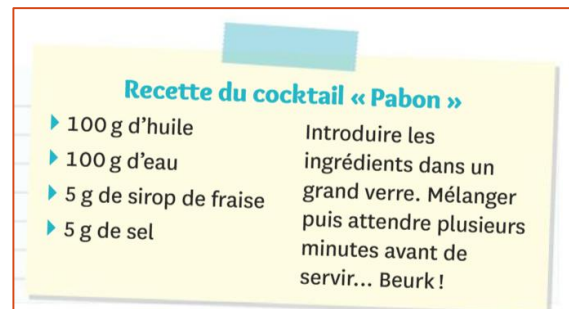 Recette du cocktail « Pabon »
100 g d'huile
100 g d'eau
5 g de sirop de fraise
5 g de sel
Introduire les
ingrédients dans un
grand verre. Mélanger
puis attendre plusieurs
minutes avant de
servir... Beurk !